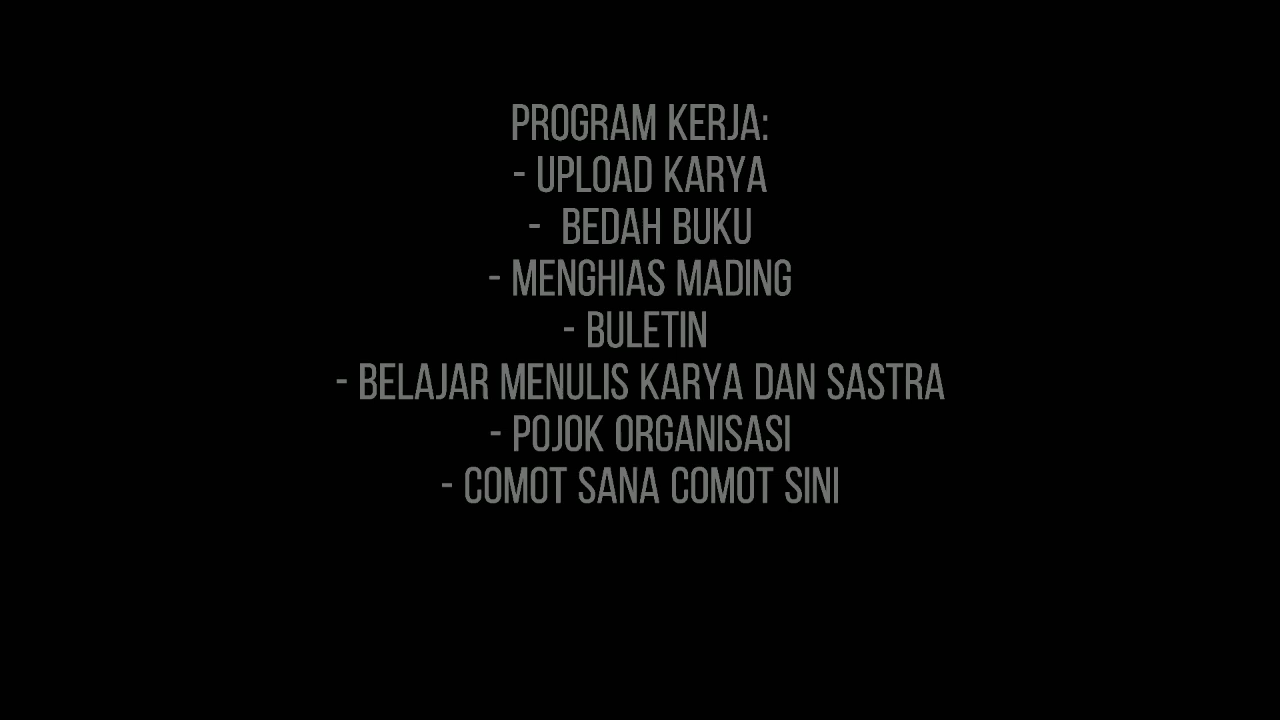 PROGRAM KERJA:
- UPLOAD KARYA
- BEDAH BUKU
- MENGHIAS MADING
- BULETIN
- BELAJAR MENULIS KARYA DAN SASTRA
- POJOK ORGANISASI
- COMOT SANA COMOT SINI